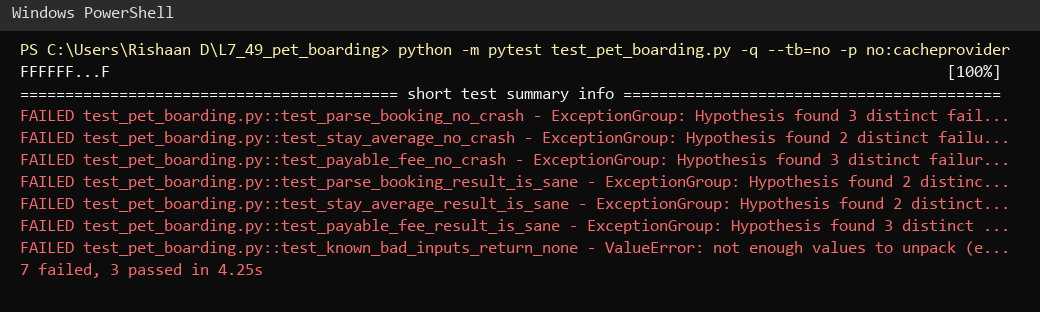 Windows PowerShell
PS C:\Users\Rishaan D\L7_49_pet_boarding> python -m pytest test_pet_boarding.py -q --tb=no -p no:cacheprovider
FFFFFF...F [100%]
========================================== short test summary info ==========================================
FAILED test_pet_boarding.py::test_parse_booking_no_crash - ExceptionGroup: Hypothesis found 3 distinct fail...
FAILED test_pet_boarding.py::test_stay_average_no_crash - ExceptionGroup: Hypothesis found 2 distinct failu...
FAILED test_pet_boarding.py::test_payable_fee_no_crash - ExceptionGroup: Hypothesis found 3 distinct failur...
FAILED test_pet_boarding.py::test_parse_booking_result_is_sane - ExceptionGroup: Hypothesis found 2 distinc...
FAILED test_pet_boarding.py::test_stay_average_result_is_sane - ExceptionGroup: Hypothesis found 2 distinct...
FAILED test_pet_boarding.py::test_payable_fee_result_is_sane - ExceptionGroup: Hypothesis found 3 distinct ...
FAILED test_pet_boarding.py::test_known_bad_inputs_return_none - ValueError: not enough values to unpack (e...
7 failed, 3 passed in 4.25s